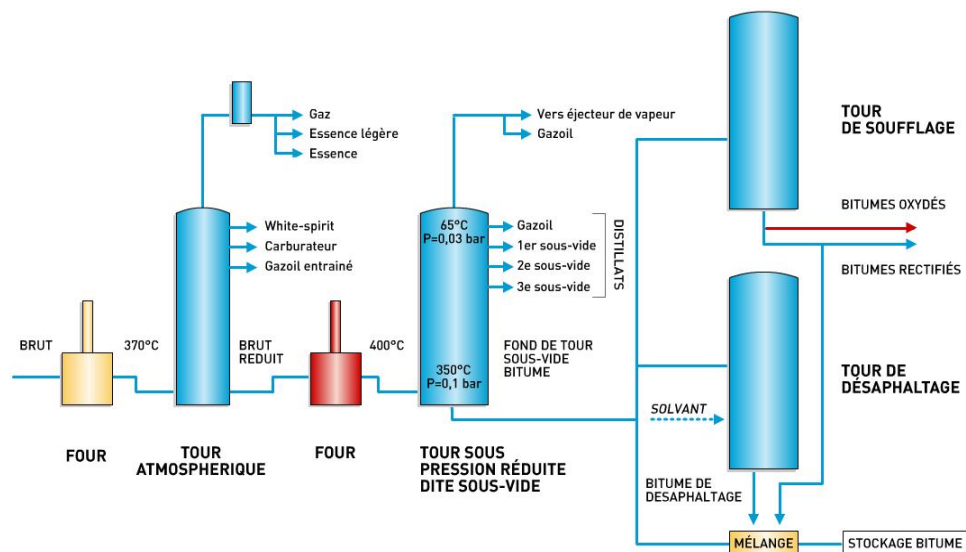 Gaz
Essence légère
Essence
White-spirit
Carburateur
Gazoil entrainé
BRUT
370°C
BRUT
REDUIT
400°C
FOUR
TOUR
ATMOSPHERIQUE
FOUR
Vers éjecteur de vapeur
Gazoil
65°C
P=0,03 bar
Gazoil
1er sous-vide
2e sous-vide
3e sous-vide
DISTILLATS
350°C
P=0,1 bar
FOND DE TOUR
SOUS-VIDE
BITUME
TOUR SOUS
PRESSION RÉDUITE
DITE SOUS-VIDE
TOUR
DE SOUFFLAGE
BITUMES OXYDÉS
BITUMES RECTIFIÉS
TOUR DE
DÉSAPHALTAGE
SOLVANT
BITUME DE
DESAPHALTAGE
MÉLANGE
STOCKAGE BITUME